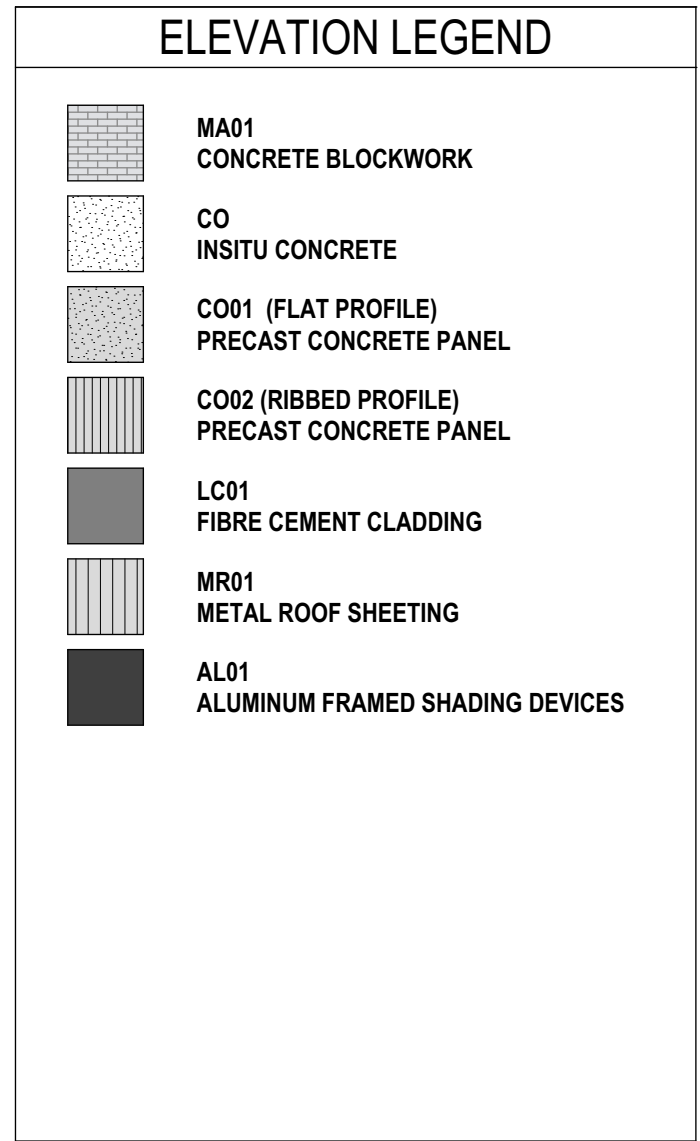 ELEVATION LEGEND
MA01
CONCRETE BLOCKWORK
CO
INSITU CONCRETE
CO01  (FLAT PROFILE)
PRECAST CONCRETE PANEL
CO02 (RIBBED PROFILE)
PRECAST CONCRETE PANEL
LC01
FIBRE CEMENT CLADDING
MR01
METAL ROOF SHEETING
AL01
ALUMINUM FRAMED SHADING DEVICES